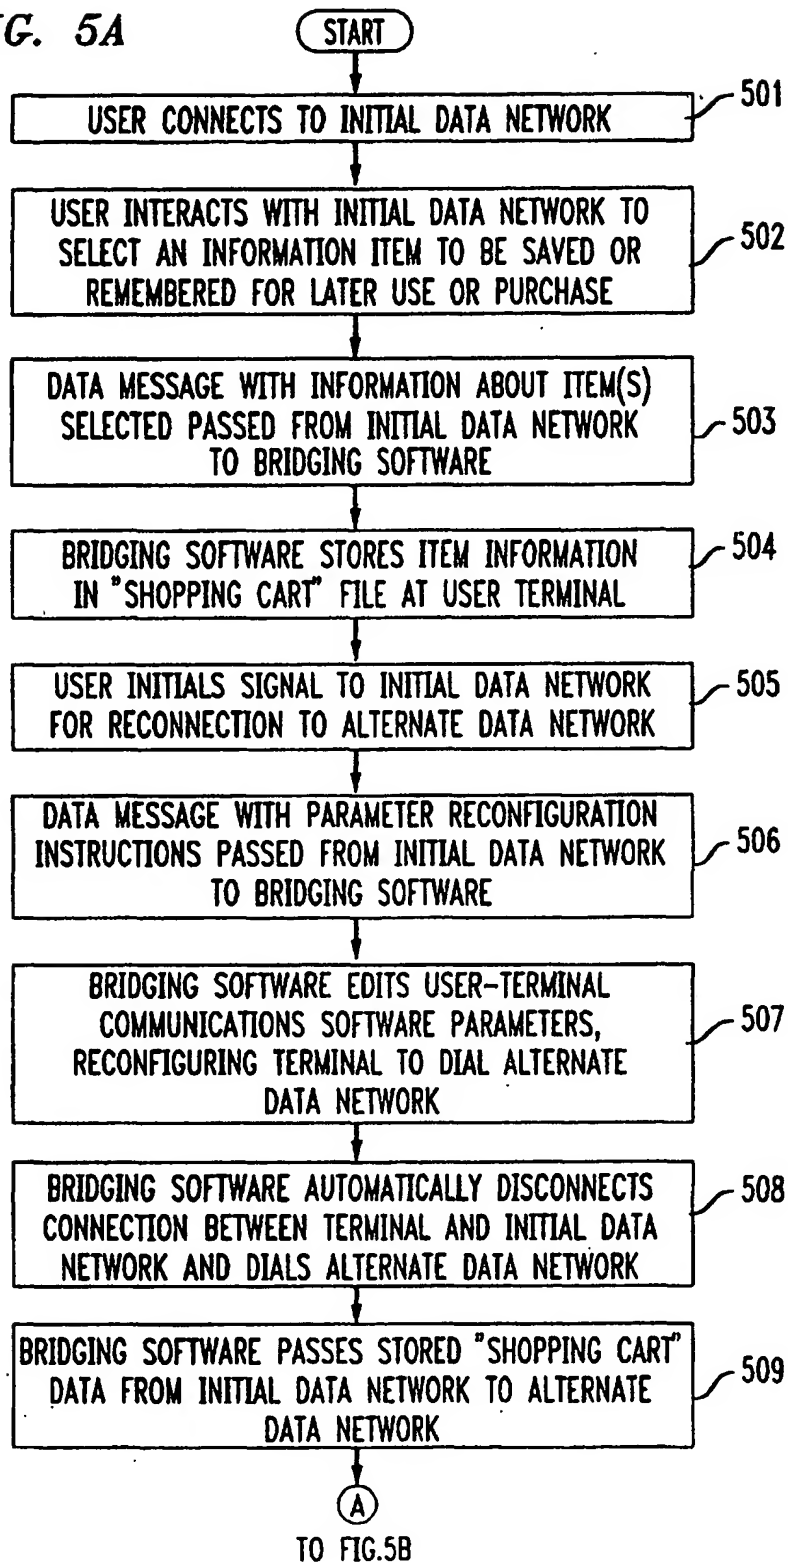 G. 5A
START
USER CONNECTS TO INITIAL DATA NETWORK
501
USER INTERACTS WITH INITIAL DATA NETWORK TO
SELECT AN INFORMATION ITEM TO BE SAVED OR
REMEMBERED FOR LATER USE OR PURCHASE
502
DATA MESSAGE WITH INFORMATION ABOUT ITEM(S)
SELECTED PASSED FROM INITIAL DATA NETWORK
TO BRIDGING SOFTWARE
503
BRIDGING SOFTWARE STORES ITEM INFORMATION
IN "SHOPPING CART" FILE AT USER TERMINAL
504
USER INITIALS SIGNAL TO INITIAL DATA NETWORK
FOR RECONNECTION TO ALTERNATE DATA NETWORK
505
DATA MESSAGE WITH PARAMETER RECONFIGURATION
INSTRUCTIONS PASSED FROM INITIAL DATA NETWORK
TO BRIDGING SOFTWARE
506
BRIDGING SOFTWARE EDITS USER-TERMINAL
COMMUNICATIONS SOFTWARE PARAMETERS,
RECONFIGURING TERMINAL TO DIAL ALTERNATE
DATA NETWORK
507
BRIDGING SOFTWARE AUTOMATICALLY DISCONNECTS
CONNECTION BETWEEN TERMINAL AND INITIAL DATA
NETWORK AND DIALS ALTERNATE DATA NETWORK
508
BRIDGING SOFTWARE PASSES STORED "SHOPPING CART"
DATA FROM INITIAL DATA NETWORK TO ALTERNATE
DATA NETWORK
509
A
TO FIG.5B